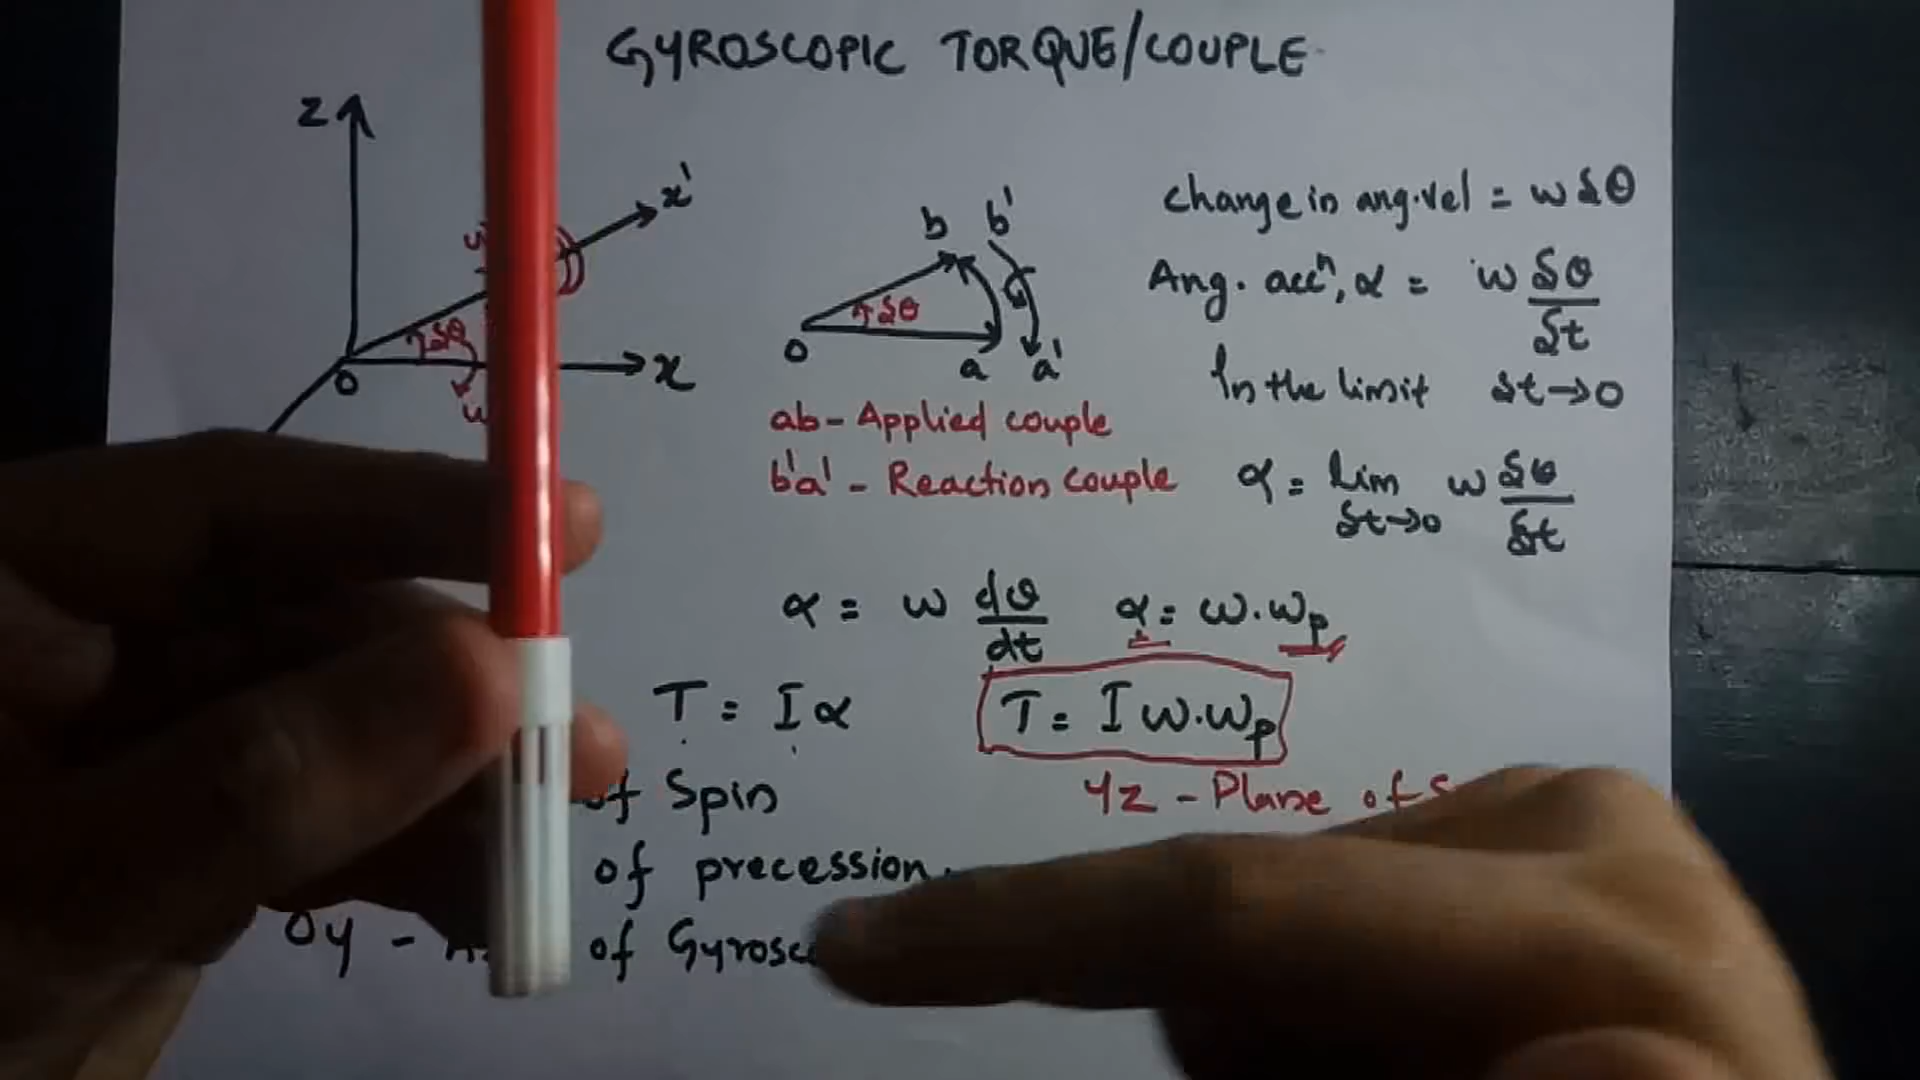 GYROSCOPIC TORQUE/COUPLE
z
x'
δθ
o
x
b b'
δθ
o
a a'
ab - Applied couple
b'a' - Reaction couple
change in ang.vel = ω δθ
Ang. accⁿ, α = ω δθ/δt
In the limit δt→0
α = lim δt→0 ω δθ/δt
α = ω dθ/dt α = ω.ωp
T = Iα T = I ω.ωp
of Spin
yz - Plane of
of precession.
oy - of